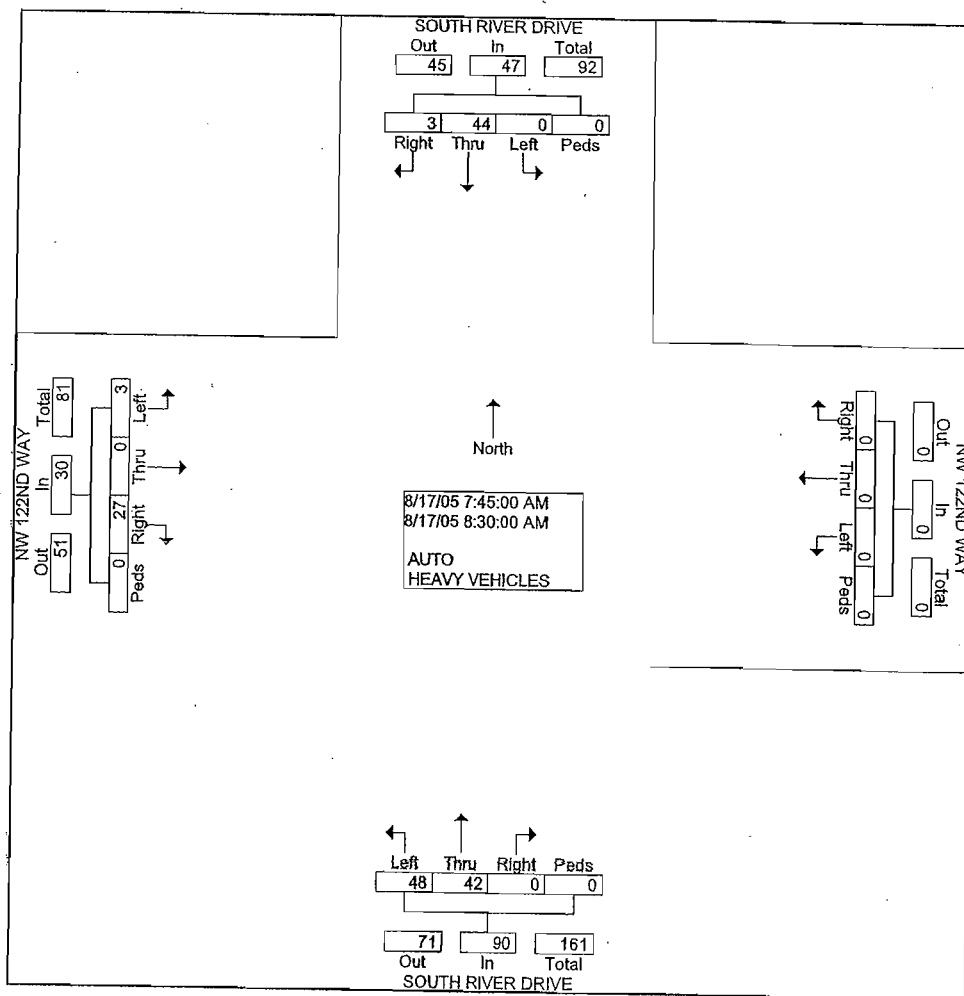 SOUTH RIVER DRIVE
Out In Total
45 47 92
3 44 0 0
Right Thru Left Peds
NW 122ND WAY
Out In Total
51 30 81
0 27 0 3
Peds Right Thru Left
North
8/17/05 7:45:00 AM
8/17/05 8:30:00 AM
AUTO
HEAVY VEHICLES
Right Thru Left Peds
0 0 0 0
Out In Total
0 0 0
NW 122ND WAY
Left Thru Right Peds
48 42 0 0
71 90 161
Out In Total
SOUTH RIVER DRIVE